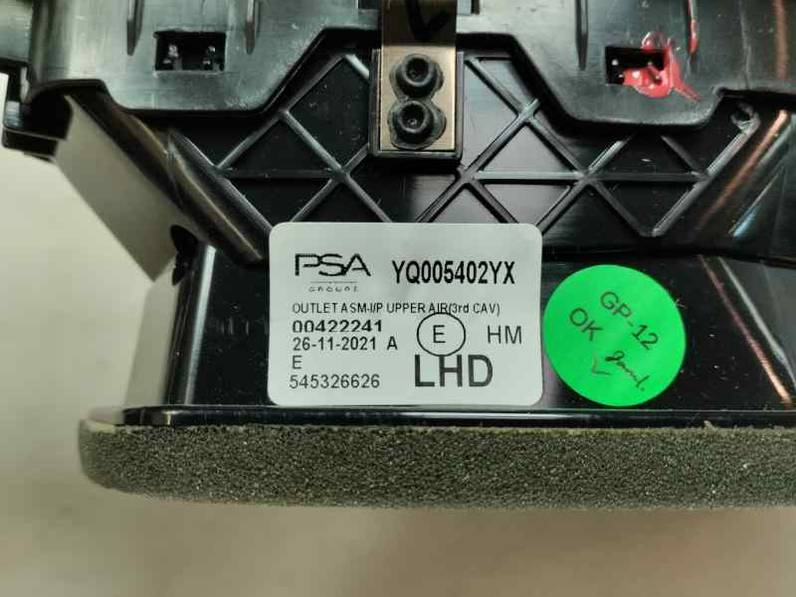 PSA YQ005402YX
GROUPE
OUTLET ASM-I/P UPPER AIR(3rd CAV)
00422241
26-11-2021 A
E HM
E
545326626
LHD
GP-12
OK